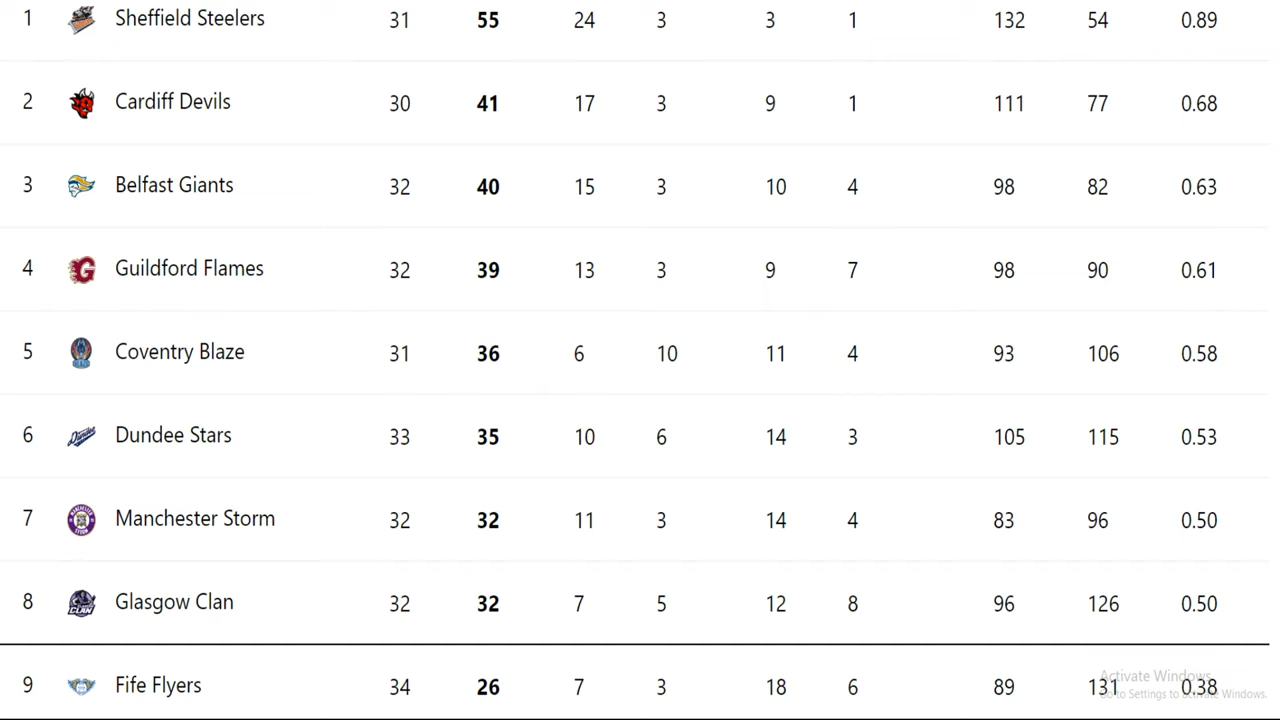 1 Sheffield Steelers 31 55 24 3 3 1 132 54 0.89
2 Cardiff Devils 30 41 17 3 9 1 111 77 0.68
3 Belfast Giants 32 40 15 3 10 4 98 82 0.63
4 Guildford Flames 32 39 13 3 9 7 98 90 0.61
5 Coventry Blaze 31 36 6 10 11 4 93 106 0.58
6 Dundee Stars 33 35 10 6 14 3 105 115 0.53
7 Manchester Storm 32 32 11 3 14 4 83 96 0.50
8 Glasgow Clan 32 32 7 5 12 8 96 126 0.50
Activate Windows
9 Fife Flyers 34 26 7 3 18 6 89 131 0.38
Go to Settings to Activate Windows.